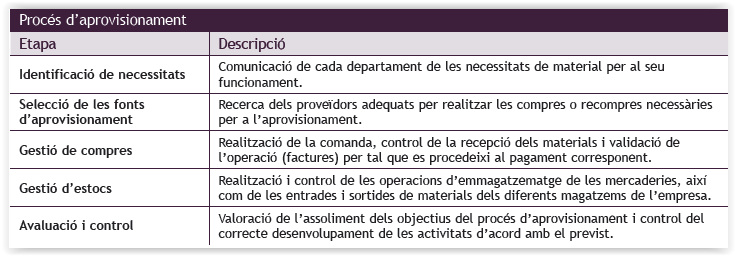 Procés d'aprovisionament
Etapa Descripció
Identificació de necessitats
Comunicació de cada departament de les necessitats de material per al seu
funcionament.
Selecció de les fonts
d'aprovisionament
Recerca dels proveïdors adequats per realitzar les compres o recompres necessàries
per a l'aprovisionament.
Gestió de compres
Realització de la comanda, control de la recepció dels materials i validació de
l'operació (factures) per tal que es procedeixi al pagament corresponent.
Gestió d'estocs
Realització i control de les operacions d'emmagatzematge de les mercaderies, així
com de les entrades i sortides de materials dels diferents magatzems de l'empresa.
Avaluació i control
Valoració de l'assoliment dels objectius del procés d'aprovisionament i control del
correcte desenvolupament de les activitats d'acord amb el previst.